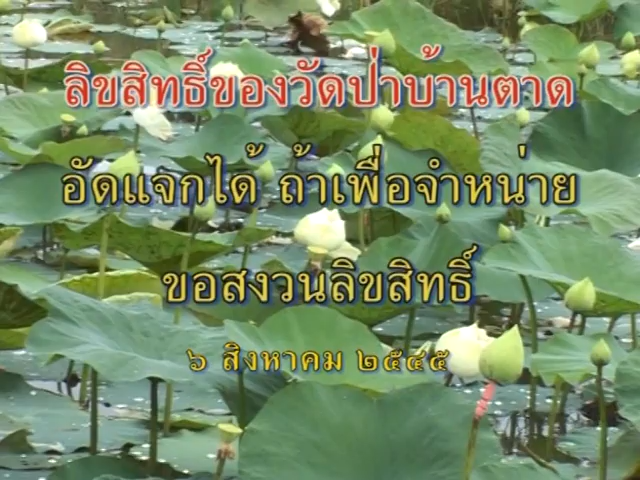 ลิขสิทธิ์ของวัดป่าบ้านตาด
อัดแจกได้ ถ้าเพื่อจำหน่าย
ขอสงวนลิขสิทธิ์
๖ สิงหาคม ๒๕๔๕